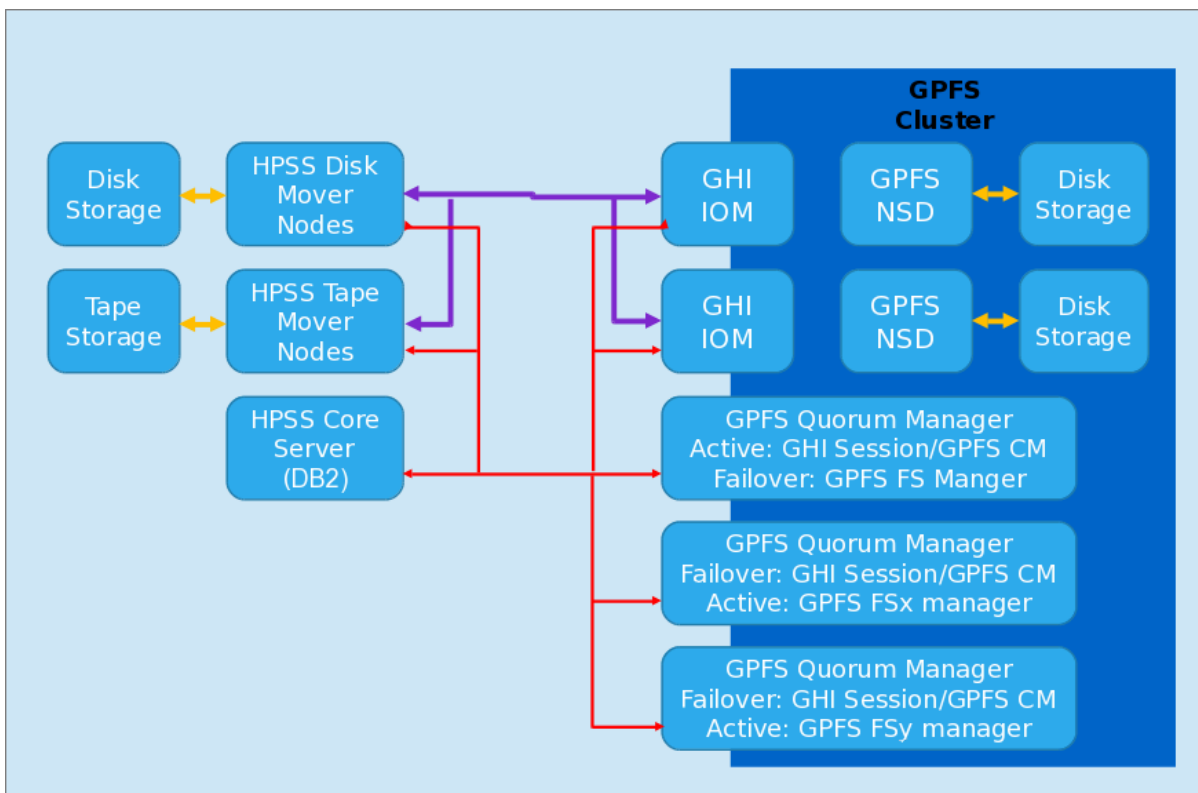 GPFS
Cluster
Disk
Storage
HPSS Disk
Mover
Nodes
GHI
IOM
GPFS
NSD
Disk
Storage
Tape
Storage
HPSS Tape
Mover
Nodes
GHI
IOM
GPFS
NSD
Disk
Storage
HPSS Core
Server
(DB2)
GPFS Quorum Manager
Active: GHI Session/GPFS CM
Failover: GPFS FS Manger
GPFS Quorum Manager
Failover: GHI Session/GPFS CM
Active: GPFS FSx manager
GPFS Quorum Manager
Failover: GHI Session/GPFS CM
Active: GPFS FSy manager